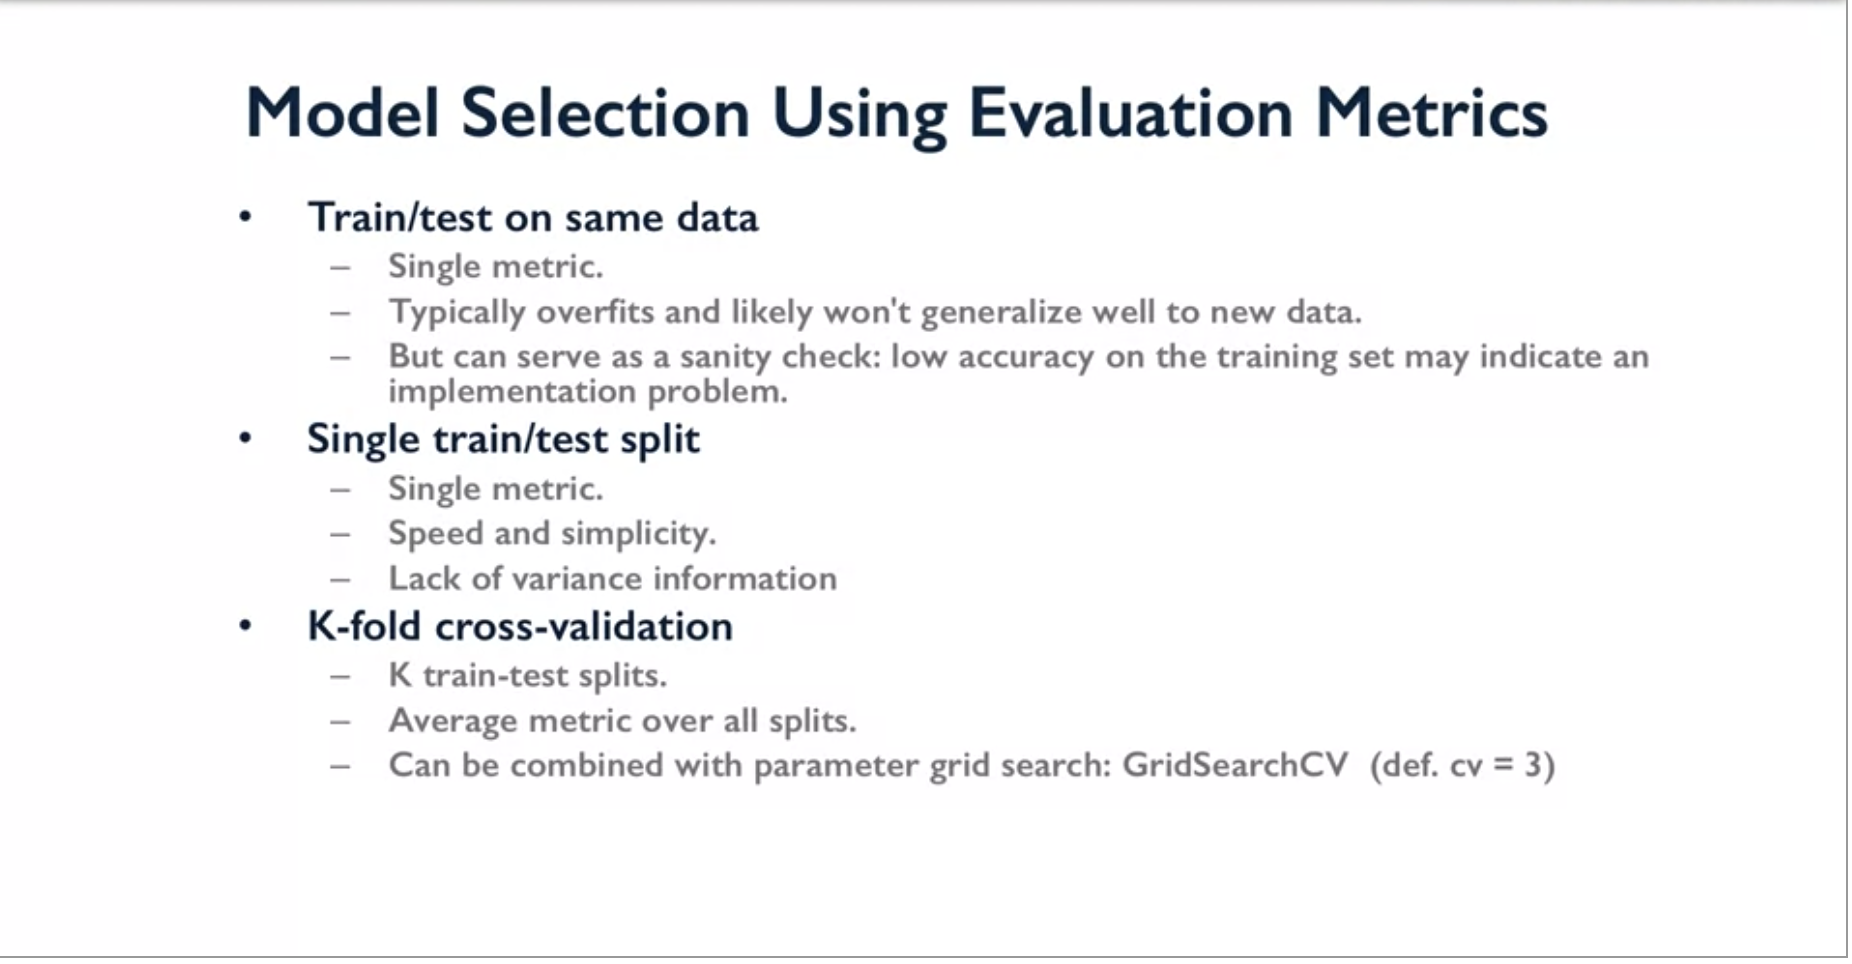 Model Selection Using Evaluation Metrics
• Train/test on same data
– Single metric.
– Typically overfits and likely won't generalize well to new data.
– But can serve as a sanity check: low accuracy on the training set may indicate an
implementation problem.
• Single train/test split
– Single metric.
– Speed and simplicity.
– Lack of variance information
• K-fold cross-validation
– K train-test splits.
– Average metric over all splits.
– Can be combined with parameter grid search: GridSearchCV (def. cv = 3)